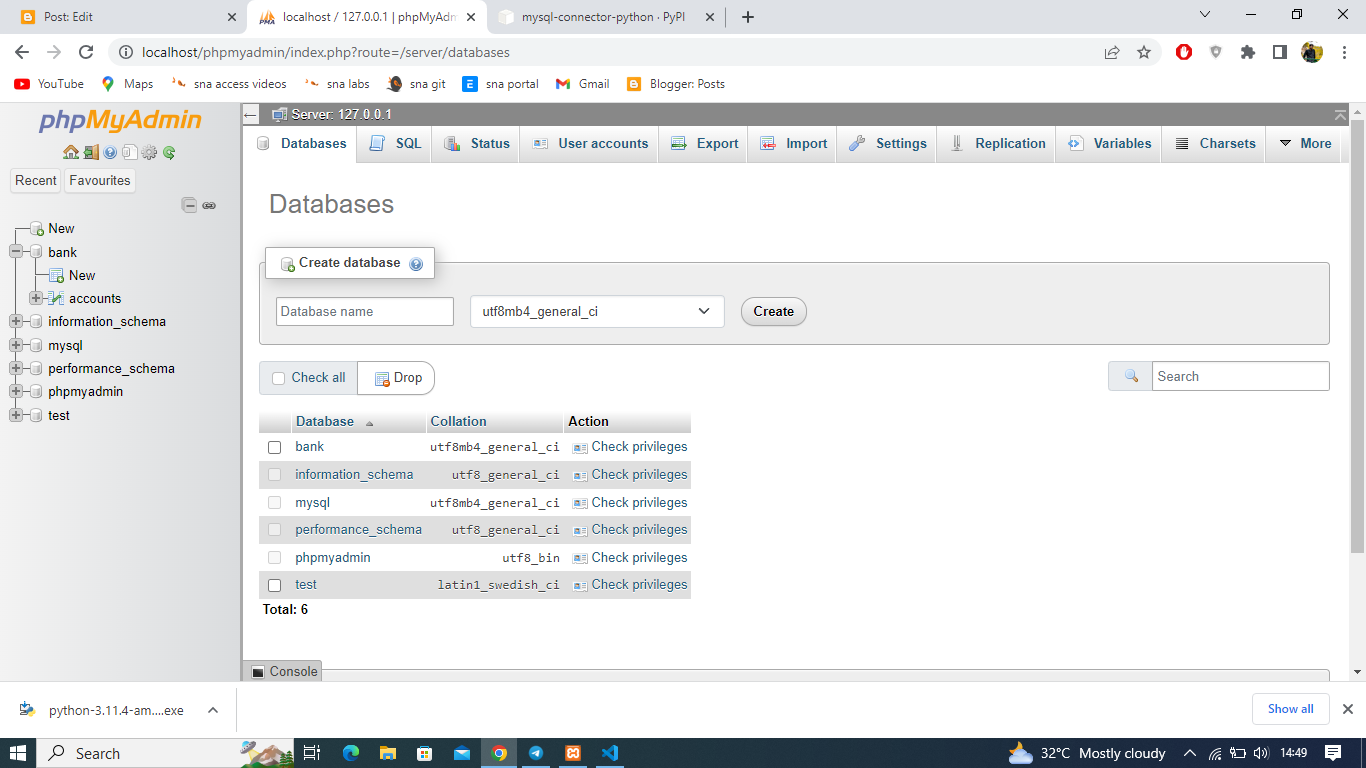 Post: Edit
localhost / 127.0.0.1 | phpMyAdm
mysql-connector-python · PyPI
localhost/phpmyadmin/index.php?route=/server/databases
YouTube
Maps
sna access videos
sna labs
sna git
sna portal
Gmail
Blogger: Posts
phpMyAdmin
Recent
Favourites
New
bank
New
accounts
information_schema
mysql
performance_schema
phpmyadmin
test
Server: 127.0.0.1
Databases
SQL
Status
User accounts
Export
Import
Settings
Replication
Variables
Charsets
More
Databases
Create database
Database name
utf8mb4_general_ci
Create
Check all
Drop
Search
Database Collation Action
bank utf8mb4_general_ci Check privileges
information_schema utf8_general_ci Check privileges
mysql utf8mb4_general_ci Check privileges
performance_schema utf8_general_ci Check privileges
phpmyadmin utf8_bin Check privileges
test latin1_swedish_ci Check privileges
Total: 6
Console
python-3.11.4-am....exe
Show all
Search
32°C Mostly cloudy
14:49